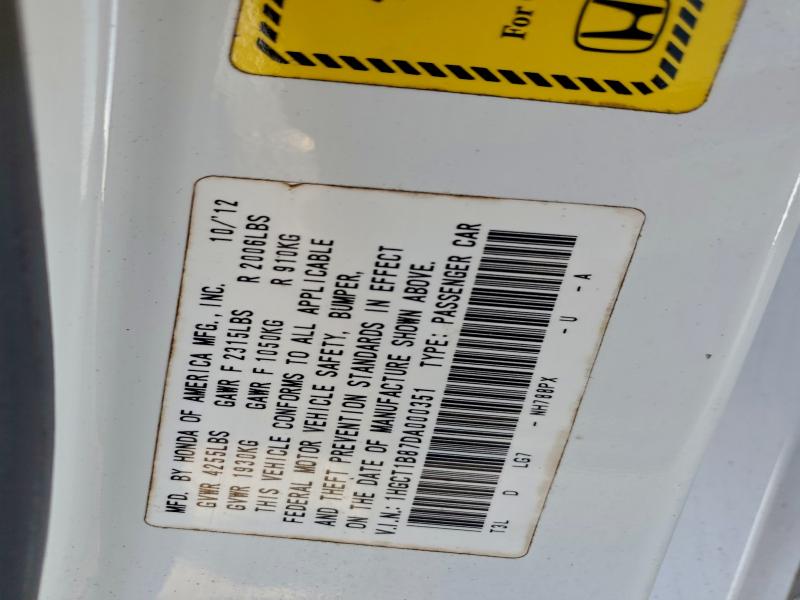 For
MFD. BY HONDA OF AMERICA MFG., INC. 10/'12
GVWR 4255LBS GAWR F 2315LBS R 2006LBS
GVWR 1930KG GAWR F 1050KG R 910KG
THIS VEHICLE CONFORMS TO ALL APPLICABLE
FEDERAL MOTOR VEHICLE SAFETY, BUMPER,
AND THEFT PREVENTION STANDARDS IN EFFECT
ON THE DATE OF MANUFACTURE SHOWN ABOVE.
V.I.N.: 1HGCT1B87DA000351 TYPE: PASSENGER CAR
T3L D LG7 - NH788PX - U - A